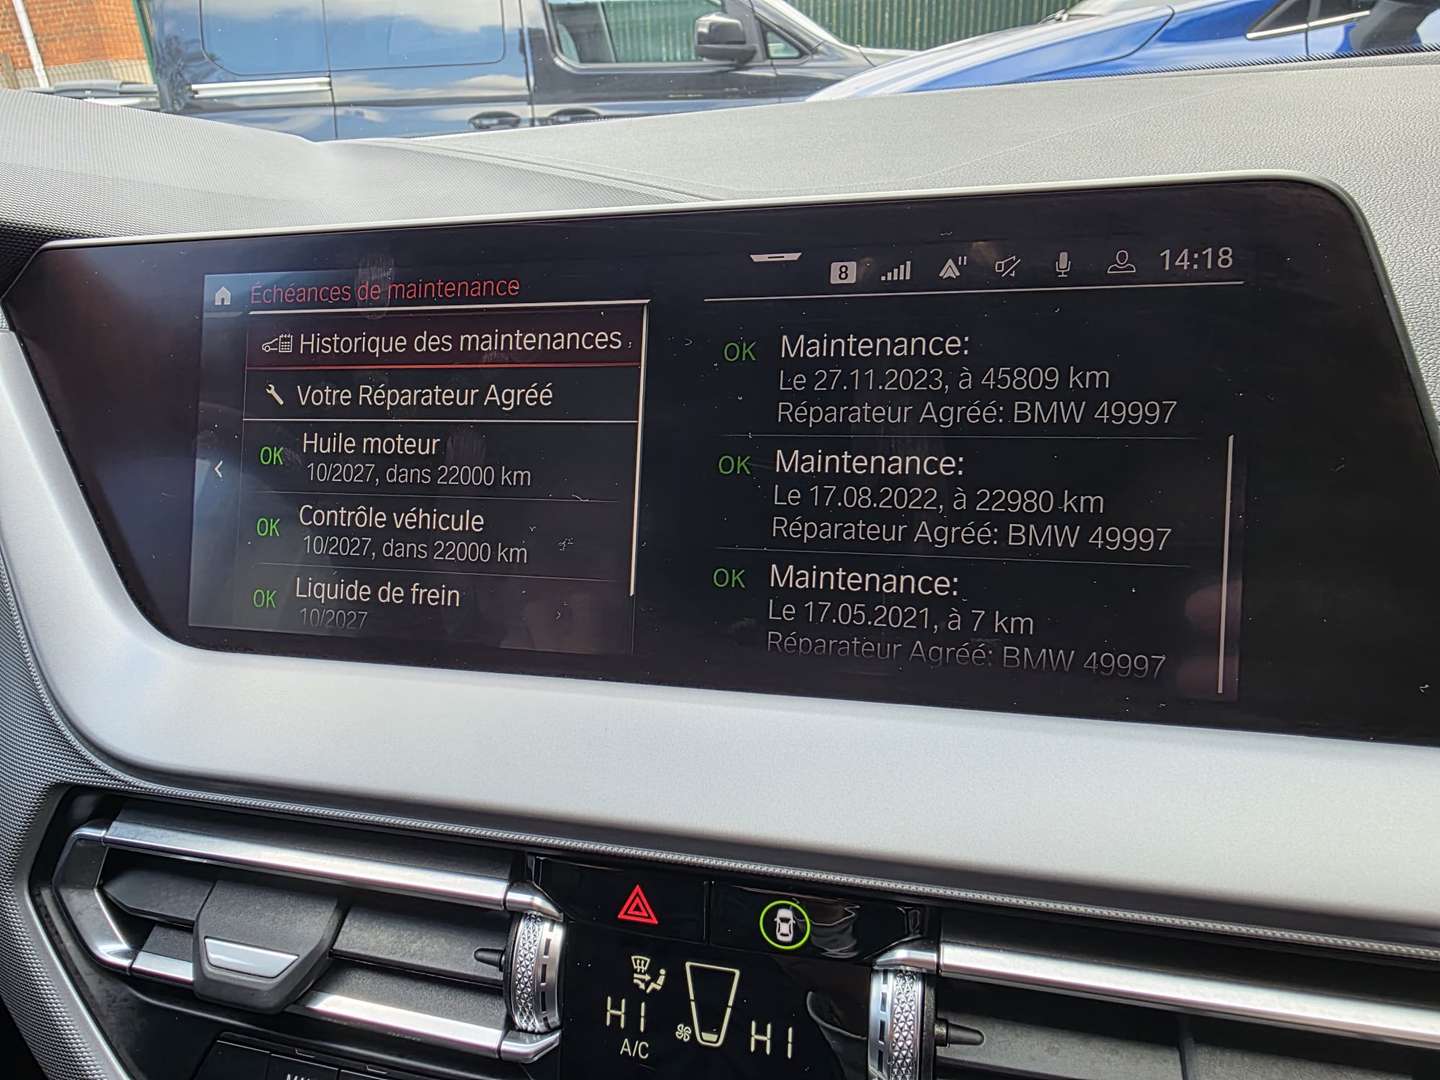 8
14:18
Échéances de maintenance
Historique des maintenances
Votre Réparateur Agréé
OK Huile moteur
10/2027, dans 22000 km
OK Contrôle véhicule
10/2027, dans 22000 km
OK Liquide de frein
10/2027
OK Maintenance:
Le 27.11.2023, à 45809 km
Réparateur Agréé: BMW 49997
OK Maintenance:
Le 17.08.2022, à 22980 km
Réparateur Agréé: BMW 49997
OK Maintenance:
Le 17.05.2021, à 7 km
Réparateur Agréé: BMW 49997
HI
HI
A/C